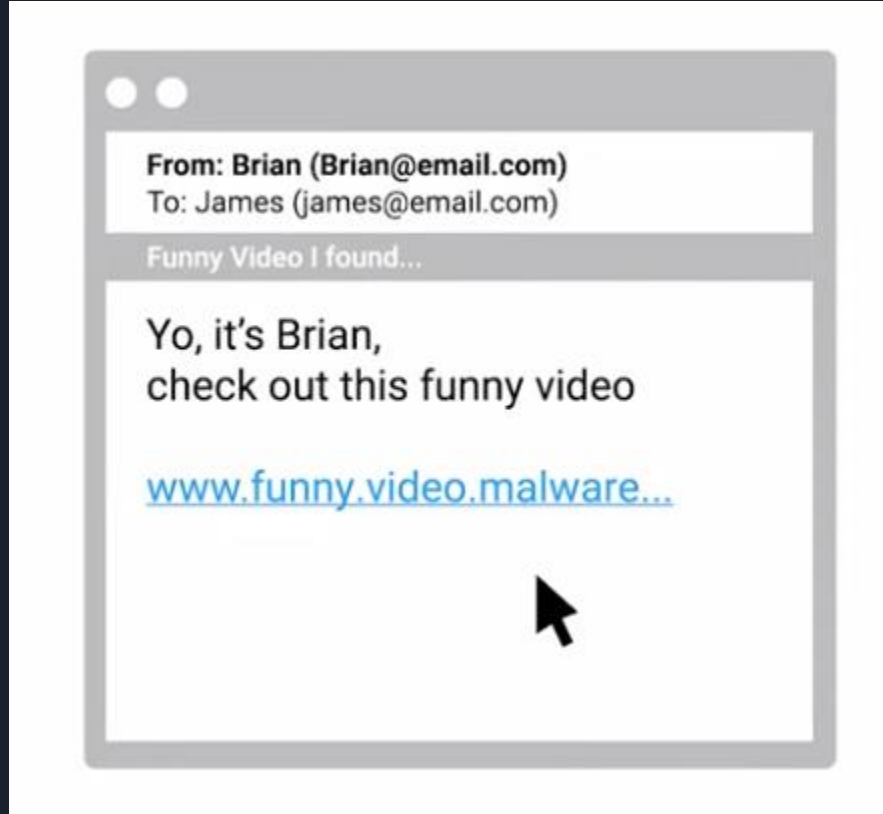 From: Brian (Brian@email.com)
To: James (james@email.com)
Funny Video I found...
Yo, it’s Brian,
check out this funny video
www.funny.video.malware...